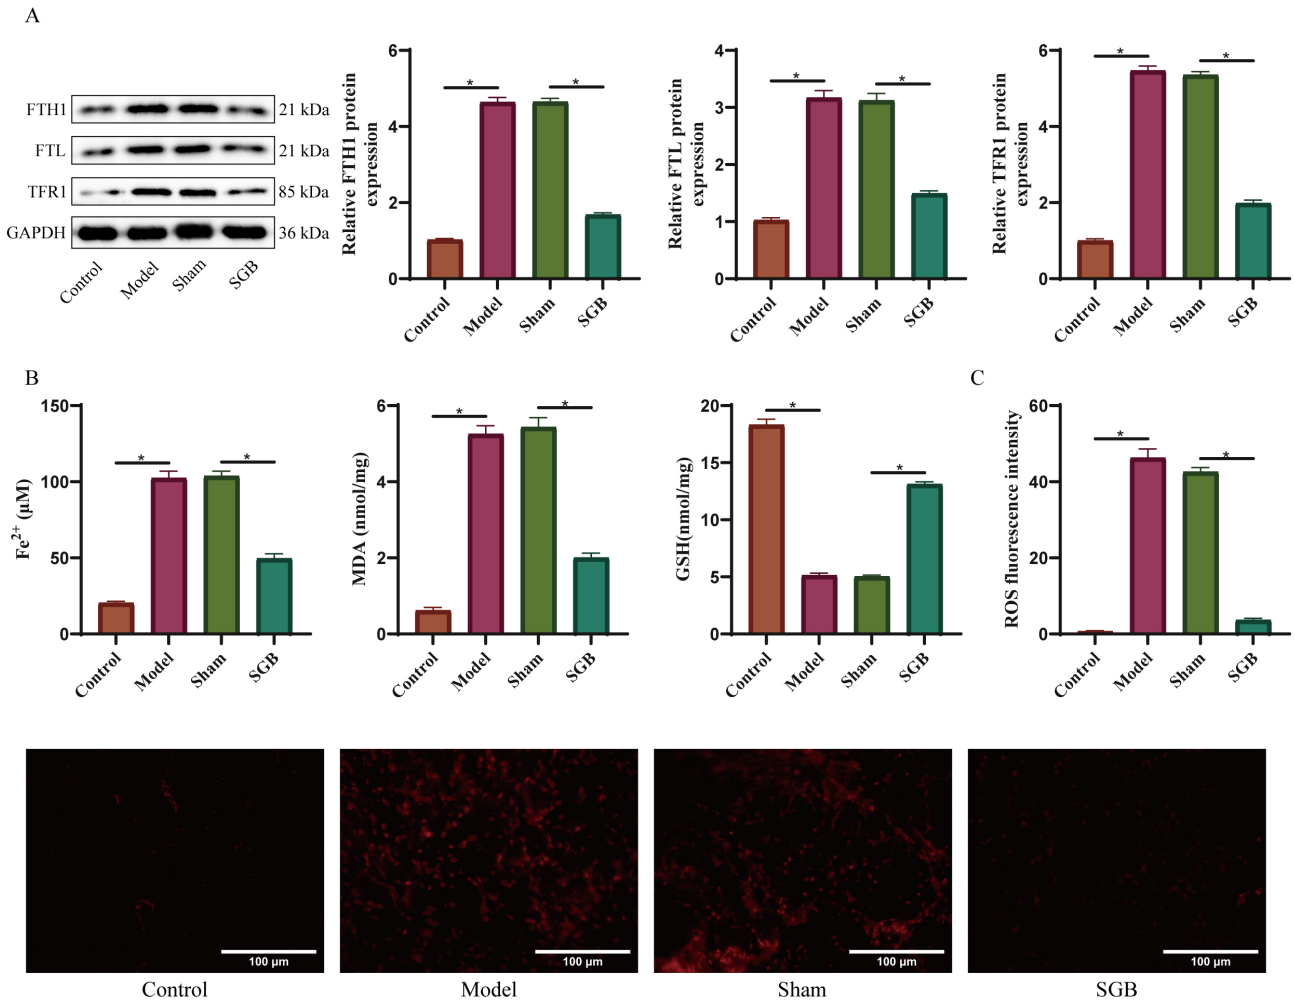 A
FTH1
21 kDa
FTL
21 kDa
TFR1
85 kDa
GAPDH
36 kDa
Control
Model
Sham
SGB
Relative FTH1 protein
expression
6
4
2
0
*
*
Control
Model
Sham
SGB
Relative FTL protein
expression
4
3
2
1
0
*
*
Control
Model
Sham
SGB
Relative TFR1 protein
expression
6
4
2
0
*
*
Control
Model
Sham
SGB
B
Fe²⁺ (µM)
150
100
50
0
*
*
Control
Model
Sham
SGB
MDA (nmol/mg)
6
4
2
0
*
*
Control
Model
Sham
SGB
GSH(nmol/mg)
20
15
10
5
0
*
*
Control
Model
Sham
SGB
C
ROS fluorescence intensity
60
40
20
0
*
*
Control
Model
Sham
SGB
100 µm
100 µm
100 µm
100 µm
Control
Model
Sham
SGB